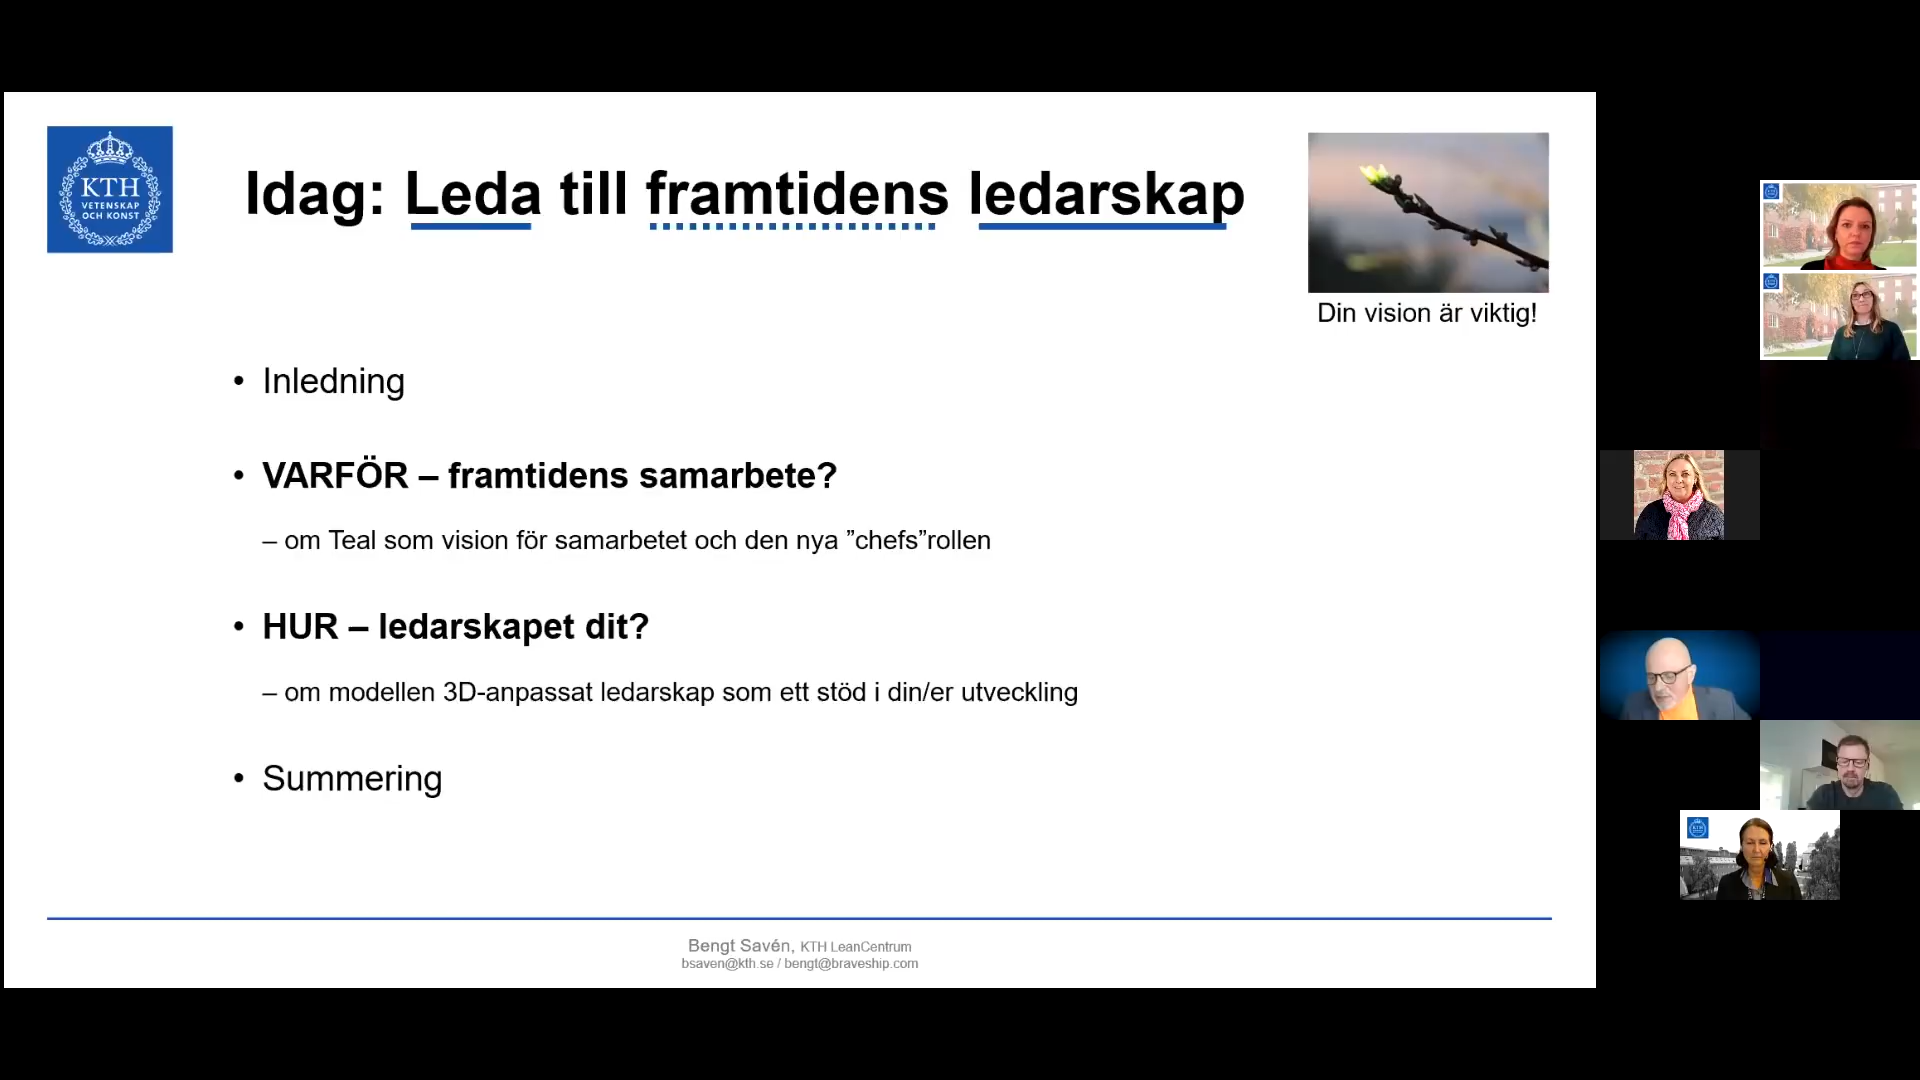 KTH
VETENSKAP
OCH KONST
Idag: Leda till framtidens ledarskap
Din vision är viktig!
• Inledning
• VARFÖR – framtidens samarbete?
– om Teal som vision för samarbetet och den nya ”chefs”rollen
• HUR – ledarskapet dit?
– om modellen 3D-anpassat ledarskap som ett stöd i din/er utveckling
• Summering
Bengt Savén, KTH LeanCentrum
bsaven@kth.se / bengt@braveship.com
KTH